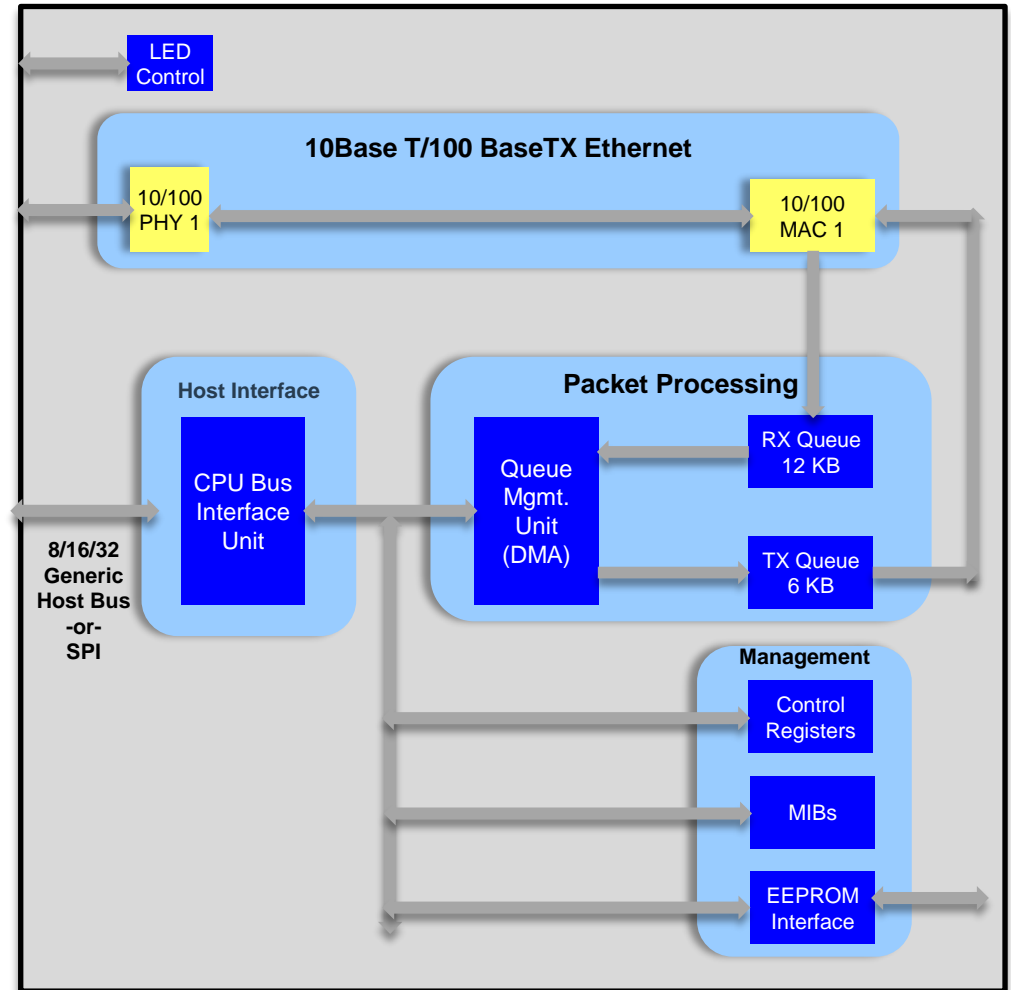 LED
Control
10Base T/100 BaseTX Ethernet
10/100
PHY 1
10/100
MAC 1
Host Interface
CPU Bus
Interface
Unit
8/16/32
Generic
Host Bus
-or-
SPI
Packet Processing
Queue
Mgmt.
Unit
(DMA)
RX Queue
12 KB
TX Queue
6 KB
Management
Control
Registers
MIBs
EEPROM
Interface